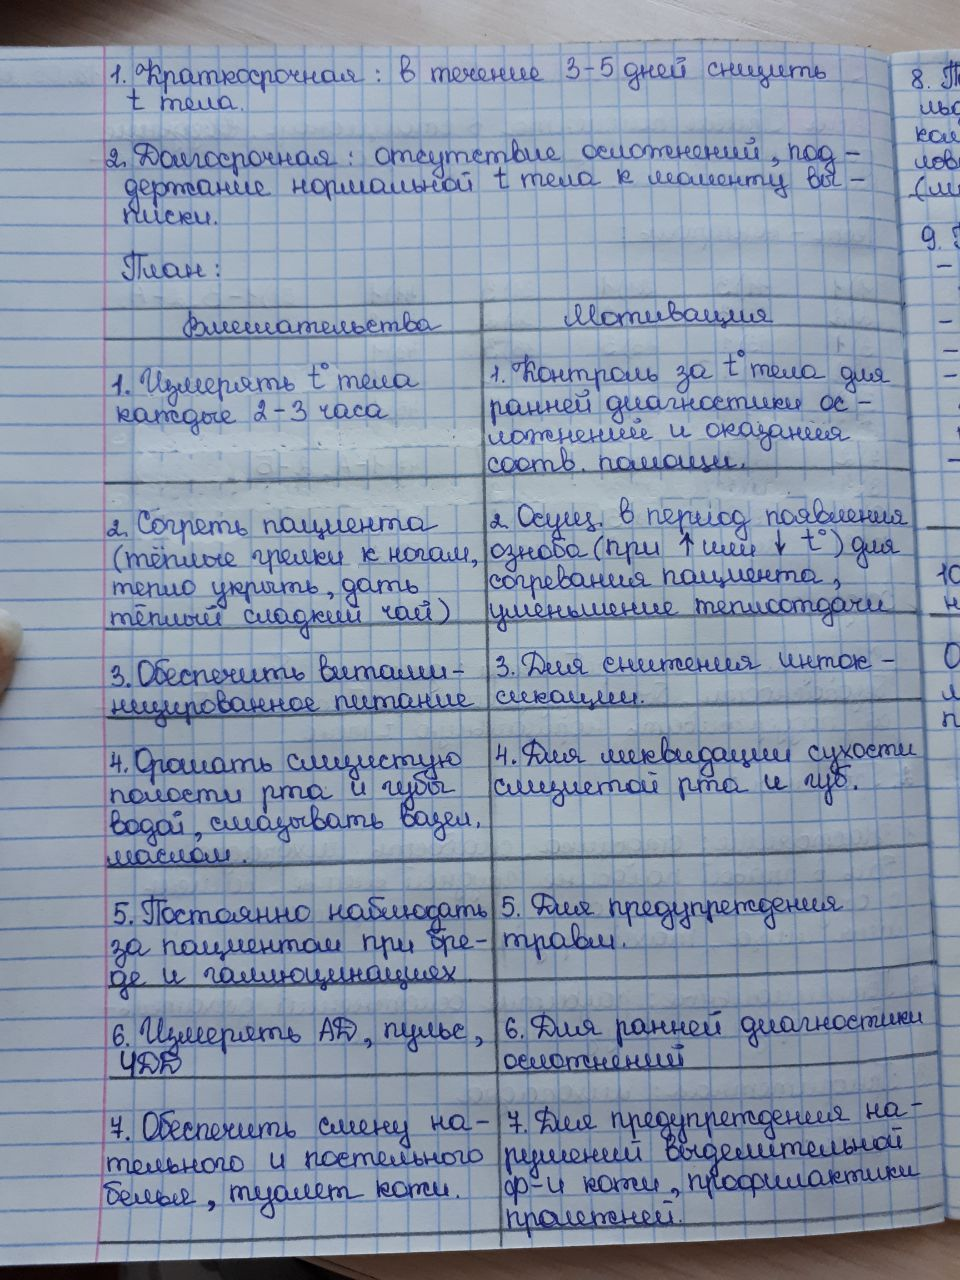 1. Краткосрочная: в течение 3-5 дней снизить
t тела.
2. Долгосрочная: отсутствие осложнений, под-
держание нормальной t тела к моменту вы-
писки.
План:
Вмешательства
Мотивация
1. Измерять t° тела
каждые 2-3 часа
1. Контроль за t° тела для
ранней диагностики ос-
ложнений и оказания
соотв. помощи.
2. Согреть пациента
(тёплые грелки к ногам,
тепло укрыть, дать
тёплый сладкий чай)
2. Осущ. в период появления
озноба (при ↑ или ↓ t°) для
согревания пациента,
уменьшение теплоотдачи
3. Обеспечить витами-
низированное питание
3. Для снижения инток-
сикации.
4. Орошать слизистую
полости рта и губы
водой, смазывать вазел.
маслом.
4. Для ликвидации сухости
слизистой рта и губ.
5. Постоянно наблюдать
за пациентом при бре-
де и галлюцинациях
5. Для предупреждения
травм.
6. Измерять АД, пульс,
ЧДД
6. Для ранней диагностики
осложнений
7. Обеспечить смену на-
тельного и постельного
белья, туалет кожи.
7. Для предупреждения на-
рушений выделительной
ф-и кожи, профилактики
пролежней.
8.
9.
10